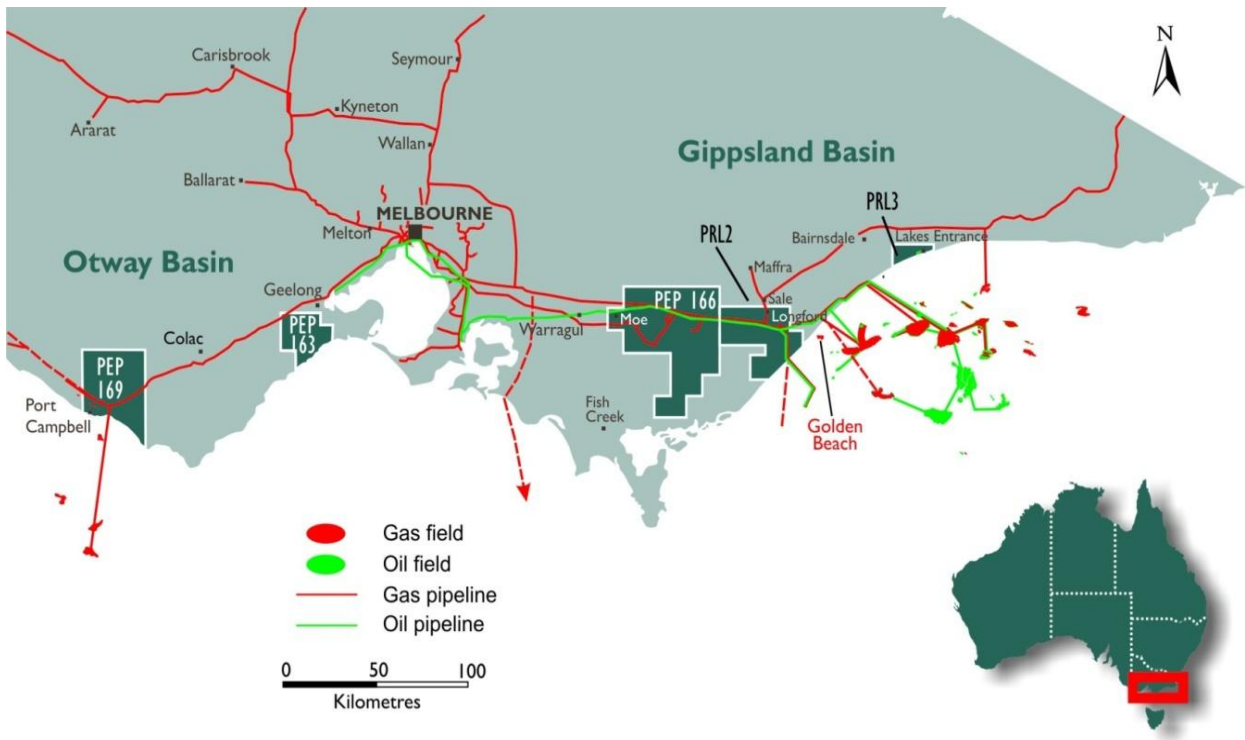 N
Carisbrook
Seymour
Kyneton
Ararat
Wallan
Gippsland Basin
Ballarat
PRL3
MELBOURNE
PRL2
Melton
Bairnsdale
Lakes Entrance
Otway Basin
Maffra
Geelong
PEP 166
Sale
Longford
PEP
163
Warragul
Moe
Colac
PEP
169
Port
Campbell
Fish
Creek
Golden
Beach
Gas field
Oil field
Gas pipeline
Oil pipeline
0 50 100
Kilometres